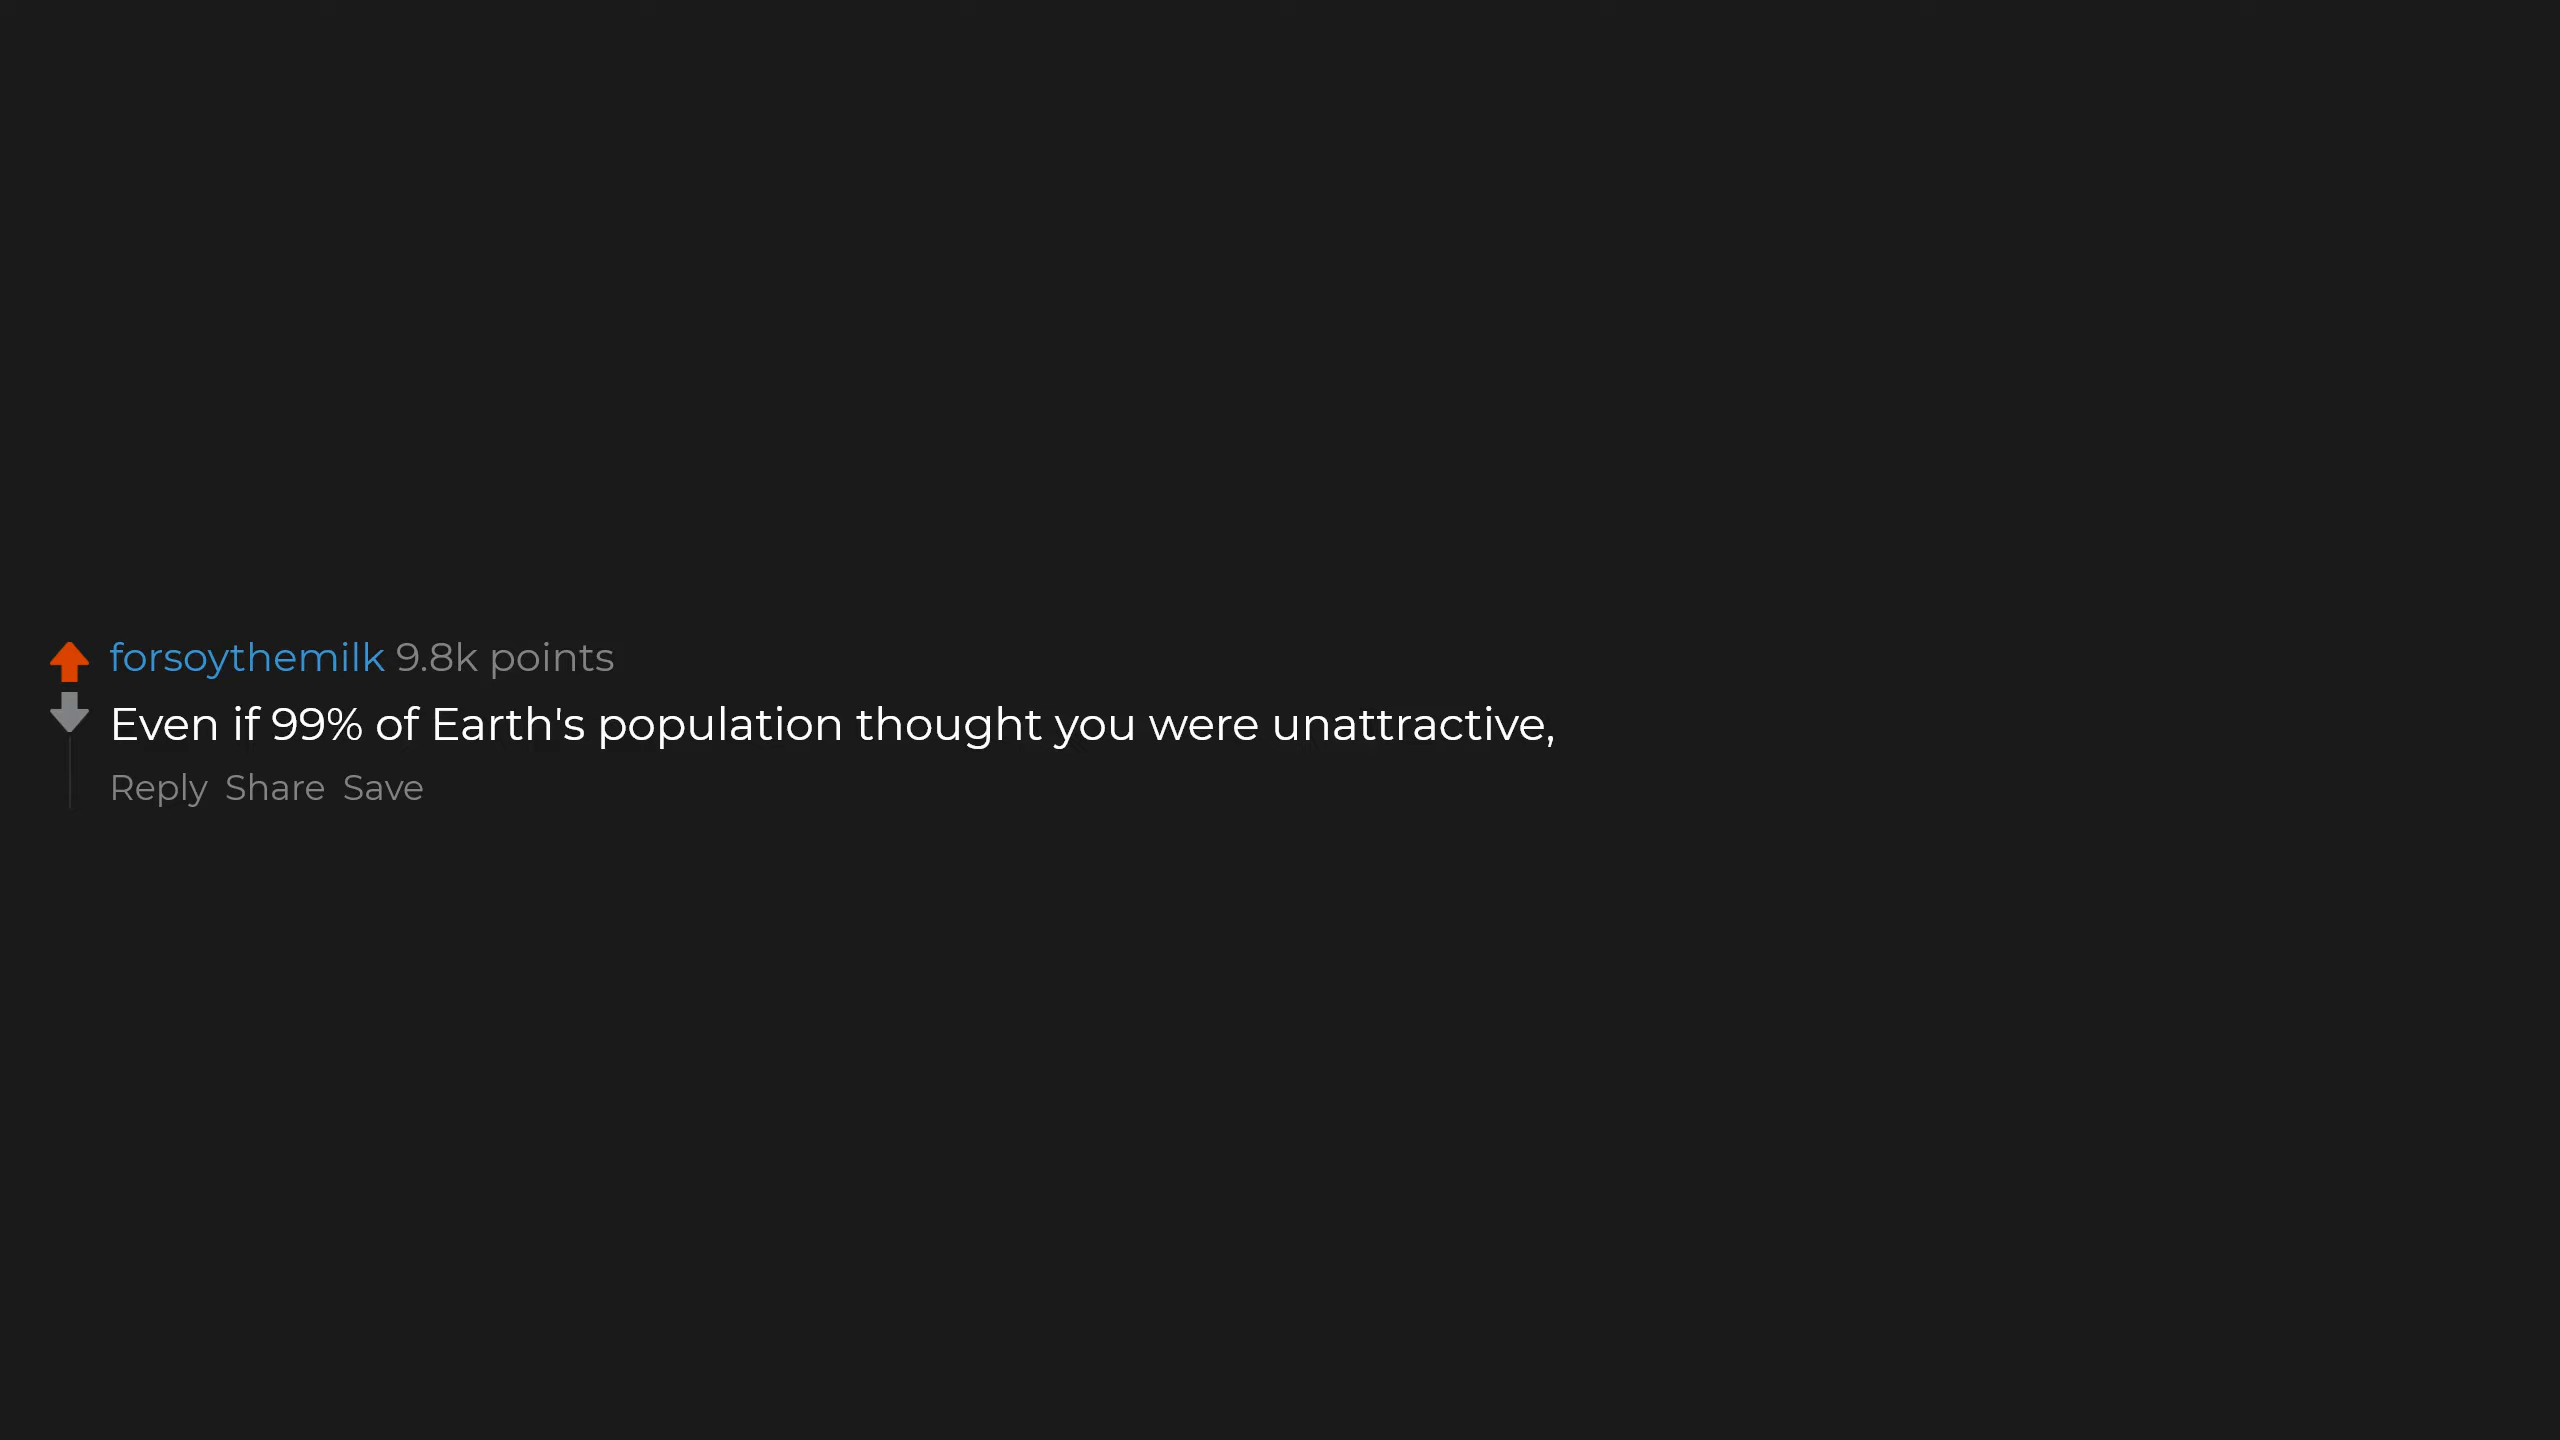 forsoythemilk 9.8k points
Even if 99% of Earth's population thought you were unattractive,
Reply Share Save